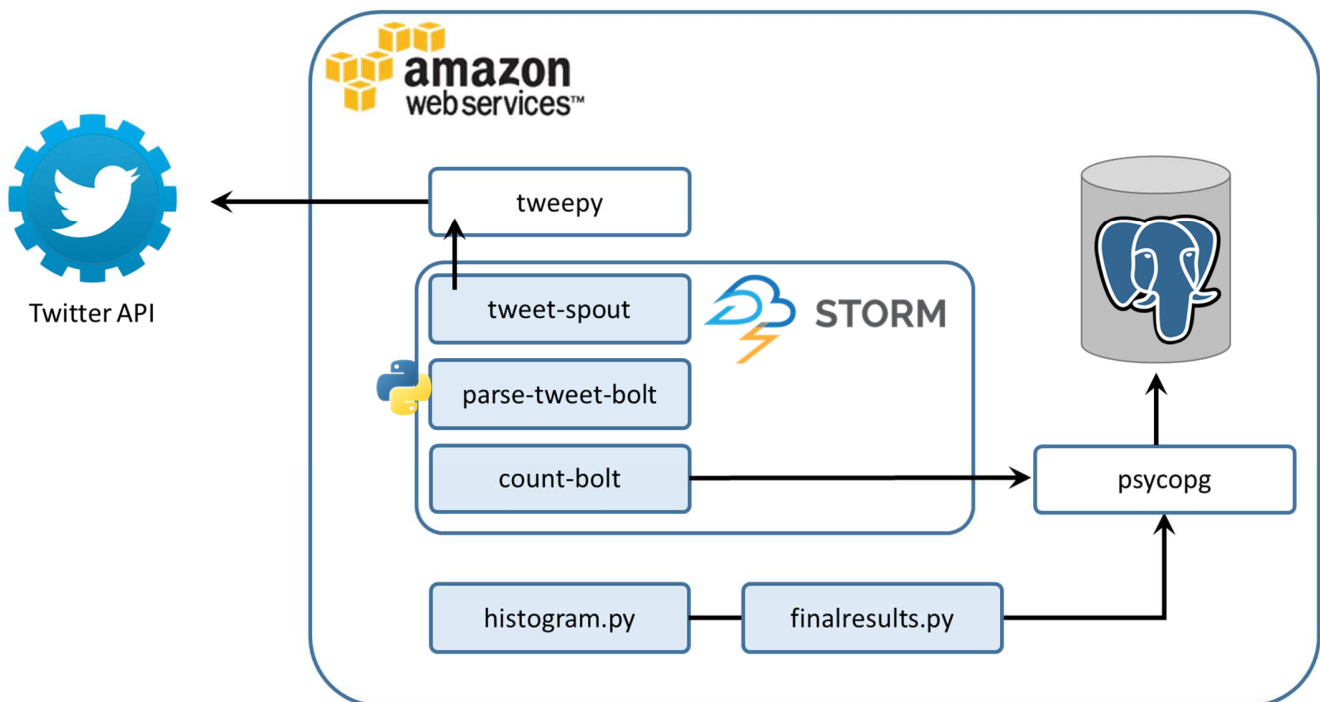 amazon
web services™
tweepy
Twitter API
tweet-spout
STORM
parse-tweet-bolt
count-bolt
psycopg
histogram.py
finalresults.py